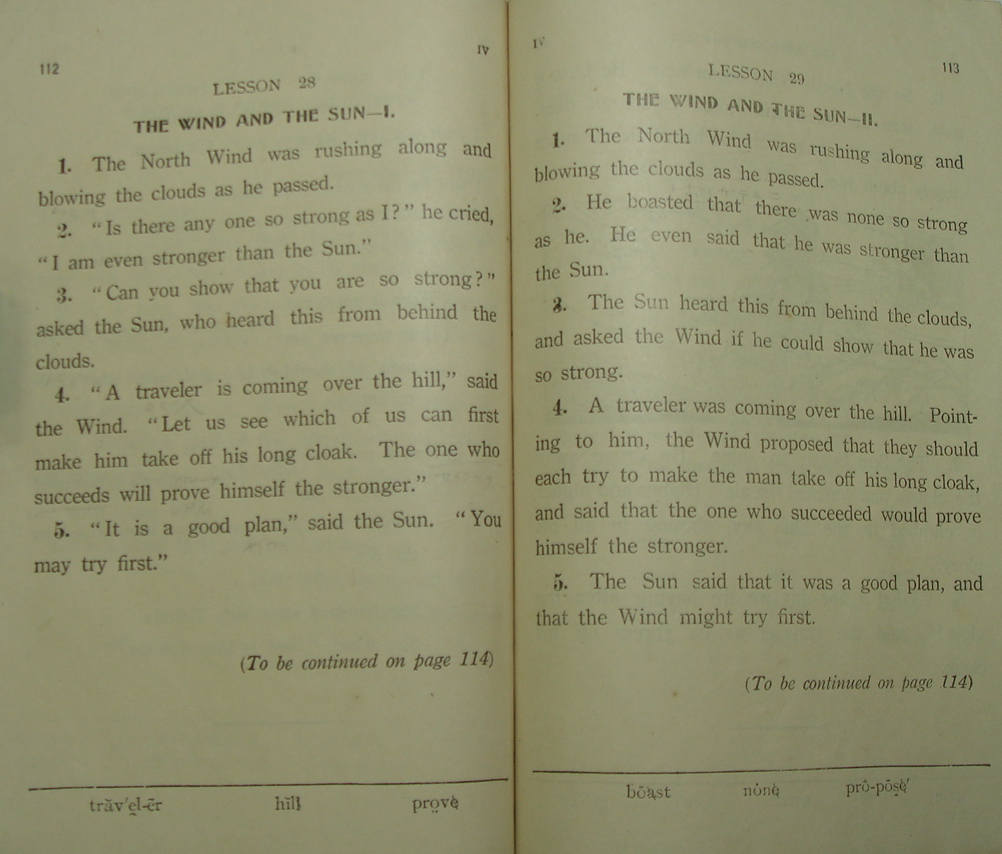 112
IV
LESSON 28
THE WIND AND THE SUN—I.
1. The North Wind was rushing along and
blowing the clouds as he passed.
2. “Is there any one so strong as I?” he cried,
“I am even stronger than the Sun.”
3. “Can you show that you are so strong?”
asked the Sun, who heard this from behind the
clouds.
4. “A traveler is coming over the hill,” said
the Wind. “Let us see which of us can first
make him take off his long cloak. The one who
succeeds will prove himself the stronger.”
5. “It is a good plan,” said the Sun. “You
may try first.”
(To be continued on page 114)
trăv′e̱l-ẽr hĭll pro̤vė̸
IV
113
LESSON 29
THE WIND AND THE SUN—II.
1. The North Wind was rushing along and
blowing the clouds as he passed.
2. He boasted that there was none so strong
as he. He even said that he was stronger than
the Sun.
3. The Sun heard this from behind the clouds,
and asked the Wind if he could show that he was
so strong.
4. A traveler was coming over the hill. Point-
ing to him, the Wind proposed that they should
each try to make the man take off his long cloak,
and said that the one who succeeded would prove
himself the stronger.
5. The Sun said that it was a good plan, and
that the Wind might try first.
(To be continued on page 114)
bōa̸st nȯne̸ prô-pōs̱e̸′